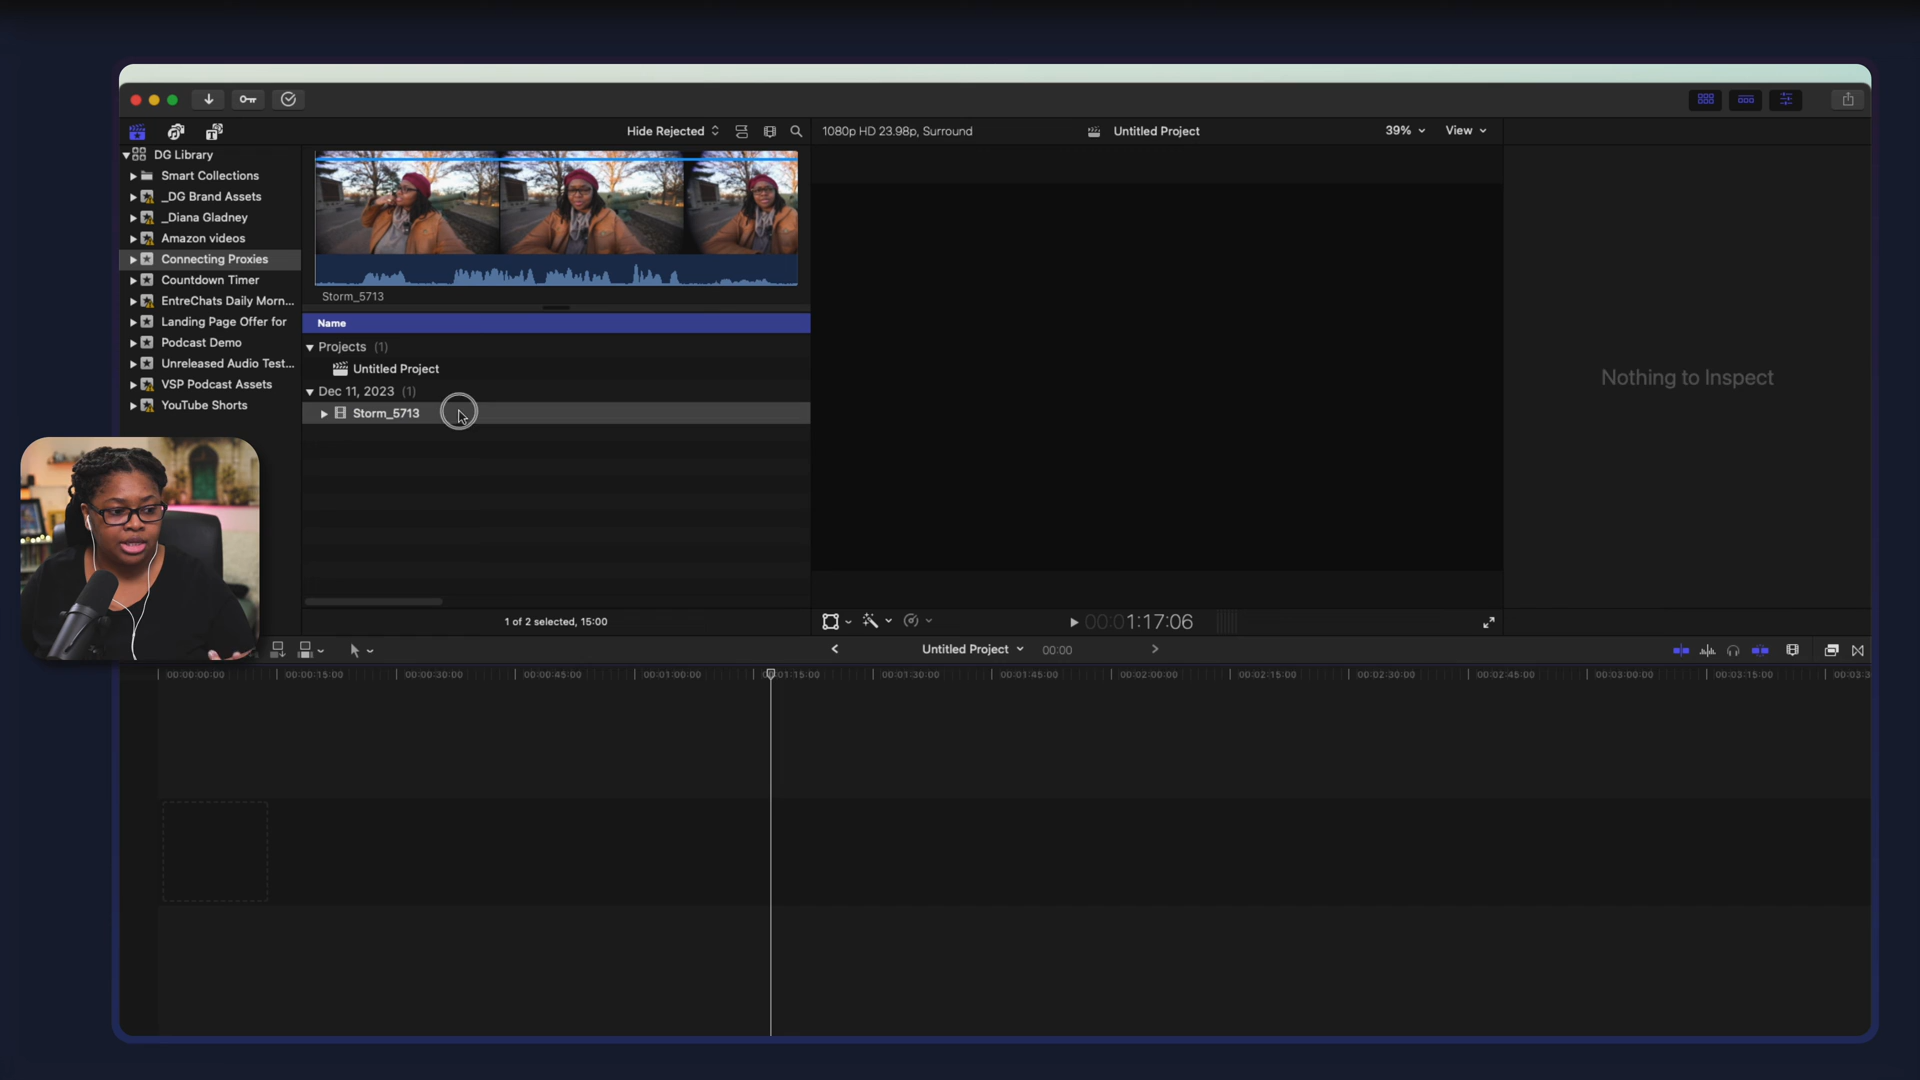 Hide Rejected
1080p HD 23.98p, Surround
Untitled Project
39%
View
DG Library
Smart Collections
_DG Brand Assets
_Diana Gladney
Amazon videos
Connecting Proxies
Countdown Timer
EntreChats Daily Morn...
Landing Page Offer for
Podcast Demo
Unreleased Audio Test...
VSP Podcast Assets
YouTube Shorts
Storm_5713
Name
Projects (1)
Untitled Project
Dec 11, 2023 (1)
Storm_5713
1 of 2 selected, 15:00
Nothing to Inspect
00:01:17:06
Untitled Project
00:00
00:00:00:00
00:00:15:00
00:00:30:00
00:00:45:00
00:01:00:00
00:01:15:00
00:01:30:00
00:01:45:00
00:02:00:00
00:02:15:00
00:02:30:00
00:02:45:00
00:03:00:00
00:03:15:00
00:03:3